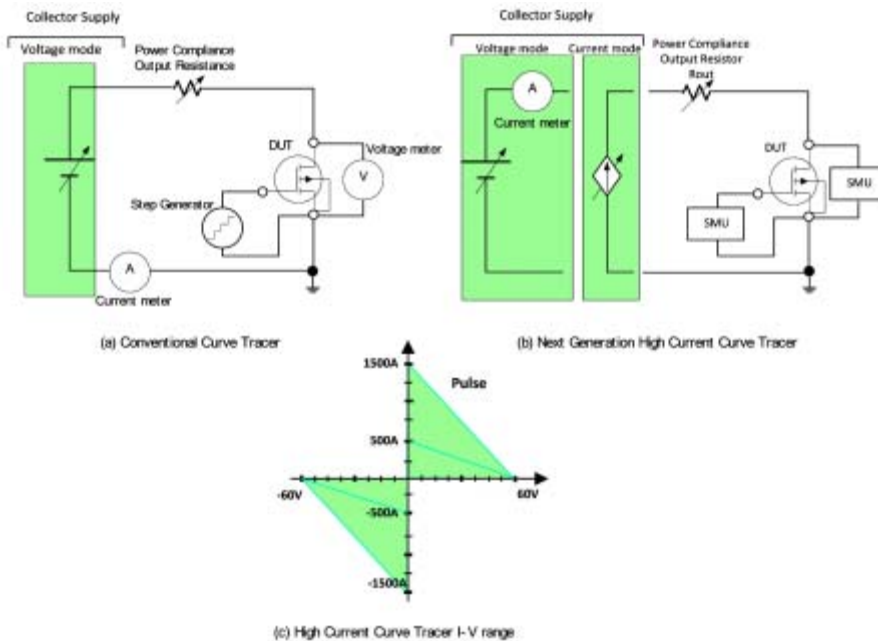 Collector Supply
Voltage mode
Power Compliance
Output Resistance
A
Current meter
DUT
Voltage meter
V
Step Generator
(a) Conventional Curve Tracer
Collector Supply
Voltage mode
Current mode
Power Compliance
Output Resistor
Rout
A
Current meter
DUT
SMU
SMU
(b) Next Generation High Current Curve Tracer
1500A
Pulse
500A
-60V
60V
-500A
-1500A
(c) High Current Curve Tracer I-V range